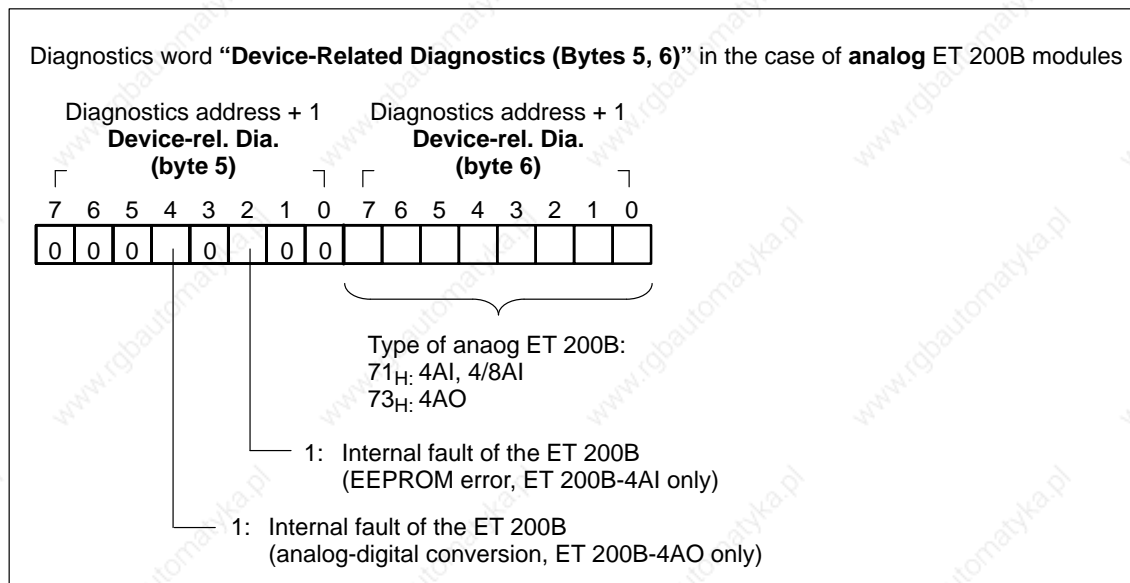 Diagnostics word “Device-Related Diagnostics (Bytes 5, 6)” in the case of analog ET 200B modules
Diagnostics address + 1 Diagnostics address + 1
Device-rel. Dia. Device-rel. Dia.
(byte 5) (byte 6)
7 6 5 4 3 2 1 0 7 6 5 4 3 2 1 0
0 0 0 0 0 0
Type of anaog ET 200B:
71H: 4AI, 4/8AI
73H: 4AO
1: Internal fault of the ET 200B
(EEPROM error, ET 200B-4AI only)
1: Internal fault of the ET 200B
(analog-digital conversion, ET 200B-4AO only)
www.rgbautomatyka.pl